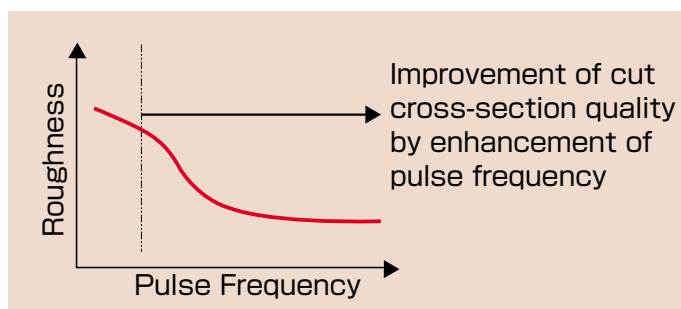 Roughness
Improvement of cut
cross-section quality
by enhancement of
pulse frequency
Pulse Frequency